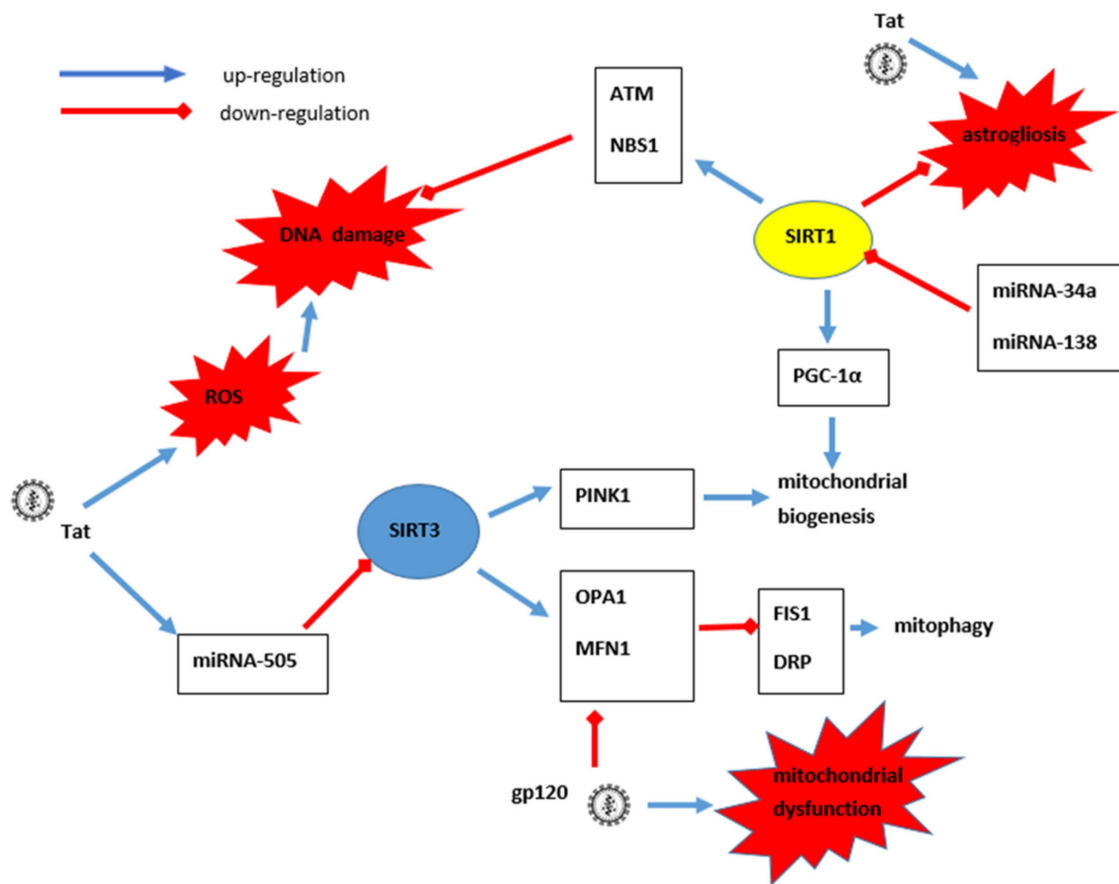 Tat
up-regulation
down-regulation
ATM
NBS1
astrogliosis
DNA damage
SIRT1
miRNA-34a
miRNA-138
PGC-1α
ROS
PINK1
mitochondrial
biogenesis
Tat
SIRT3
OPA1
MFN1
FIS1
DRP
mitophagy
miRNA-505
gp120
mitochondrial
dysfunction